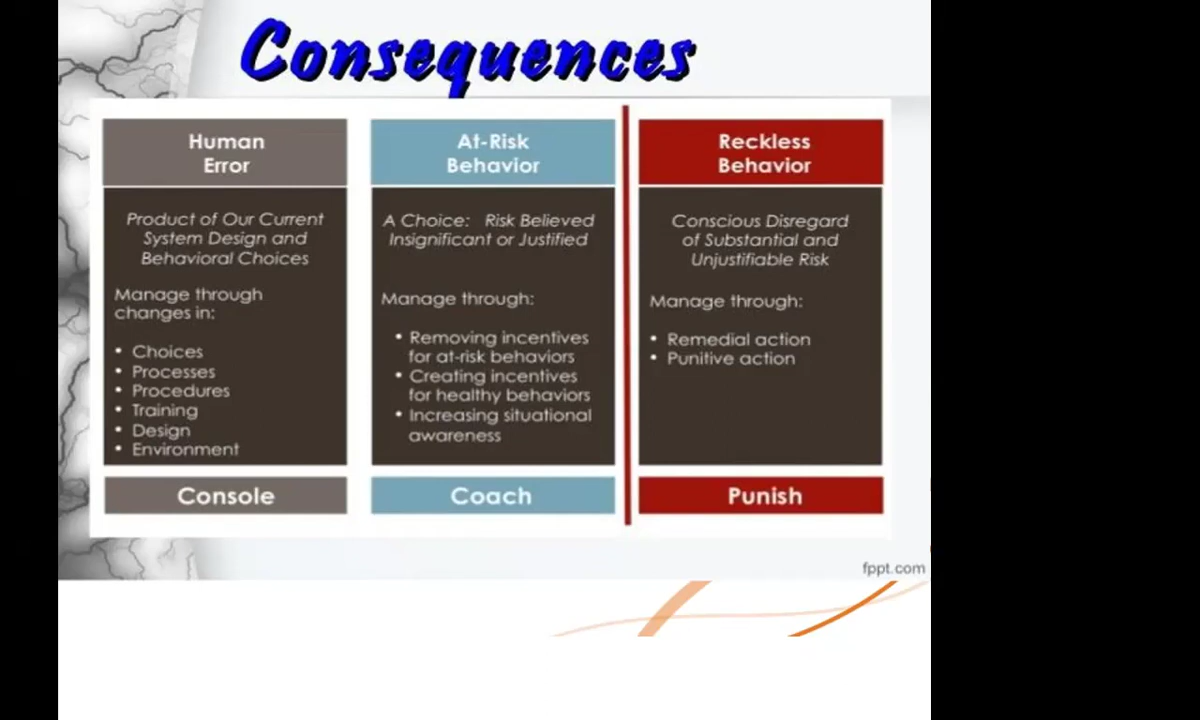 Consequences
Human
Error
Product of Our Current
System Design and
Behavioral Choices
Manage through
changes in:
• Choices
• Processes
• Procedures
• Training
• Design
• Environment
Console
At-Risk
Behavior
A Choice: Risk Believed
Insignificant or Justified
Manage through:
• Removing incentives
for at-risk behaviors
• Creating incentives
for healthy behaviors
• Increasing situational
awareness
Coach
Reckless
Behavior
Conscious Disregard
of Substantial and
Unjustifiable Risk
Manage through:
• Remedial action
• Punitive action
Punish
fppt.com